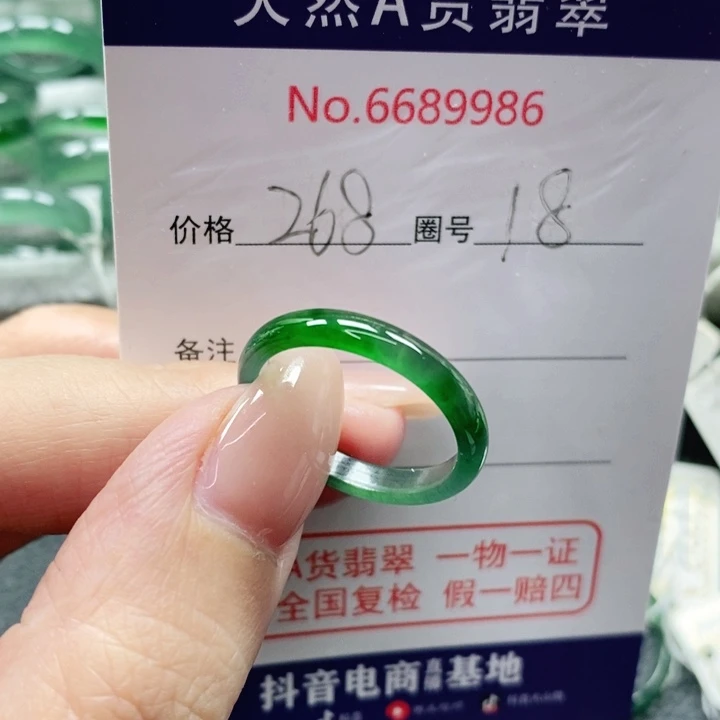 天然A货翡翠
No.6689986
价格 268 圈号 18
备注
A货翡翠 一物一证
全国复检 假一赔四
抖音电商直播基地